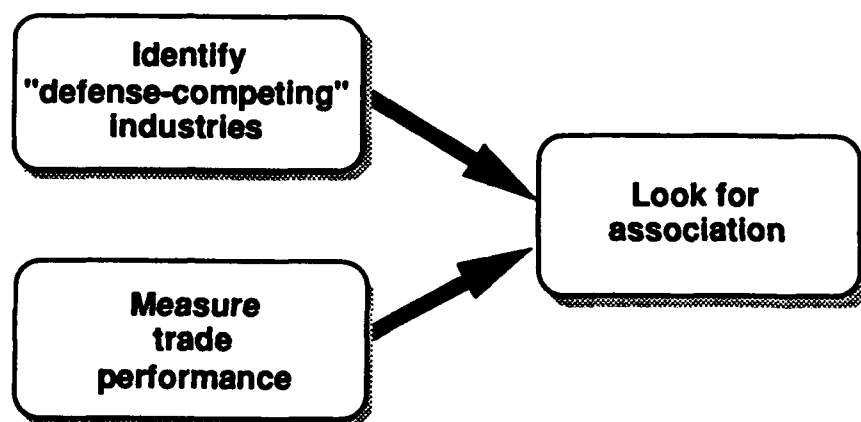 Identify
"defense-competing"
industries
Look for
association
Measure
trade
performance